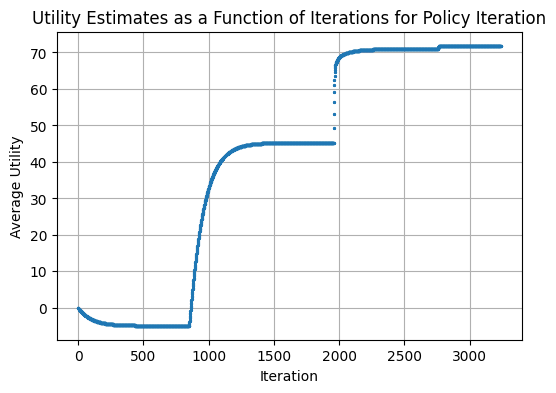 Utility Estimates as a Function of Iterations for Policy Iteration
70
60
50
40
30
20
10
0
Average Utility
0 500 1000 1500 2000 2500 3000
Iteration